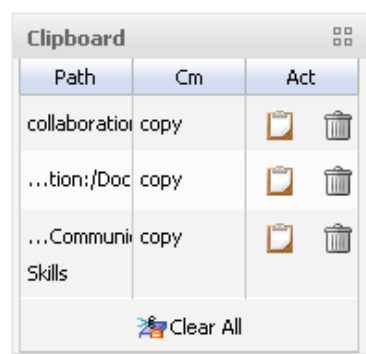 Clipboard
Path Cm Act
collaboration copy
...tion:/Doc copy
...Communi copy
Skills
Clear All